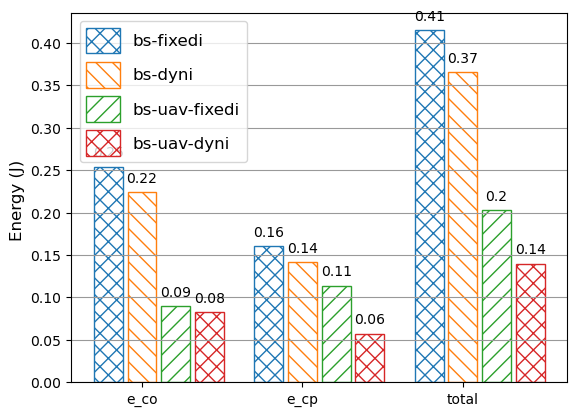 0.41
0.37
0.40
bs-fixedi
bs-dyni
bs-uav-fixedi
bs-uav-dyni
0.35
0.30
0.25
0.22
0.20
0.2
0.16
0.15
0.14
0.14
0.11
0.10
0.09
0.08
0.06
0.05
0.00
Energy (J)
e_co
e_cp
total